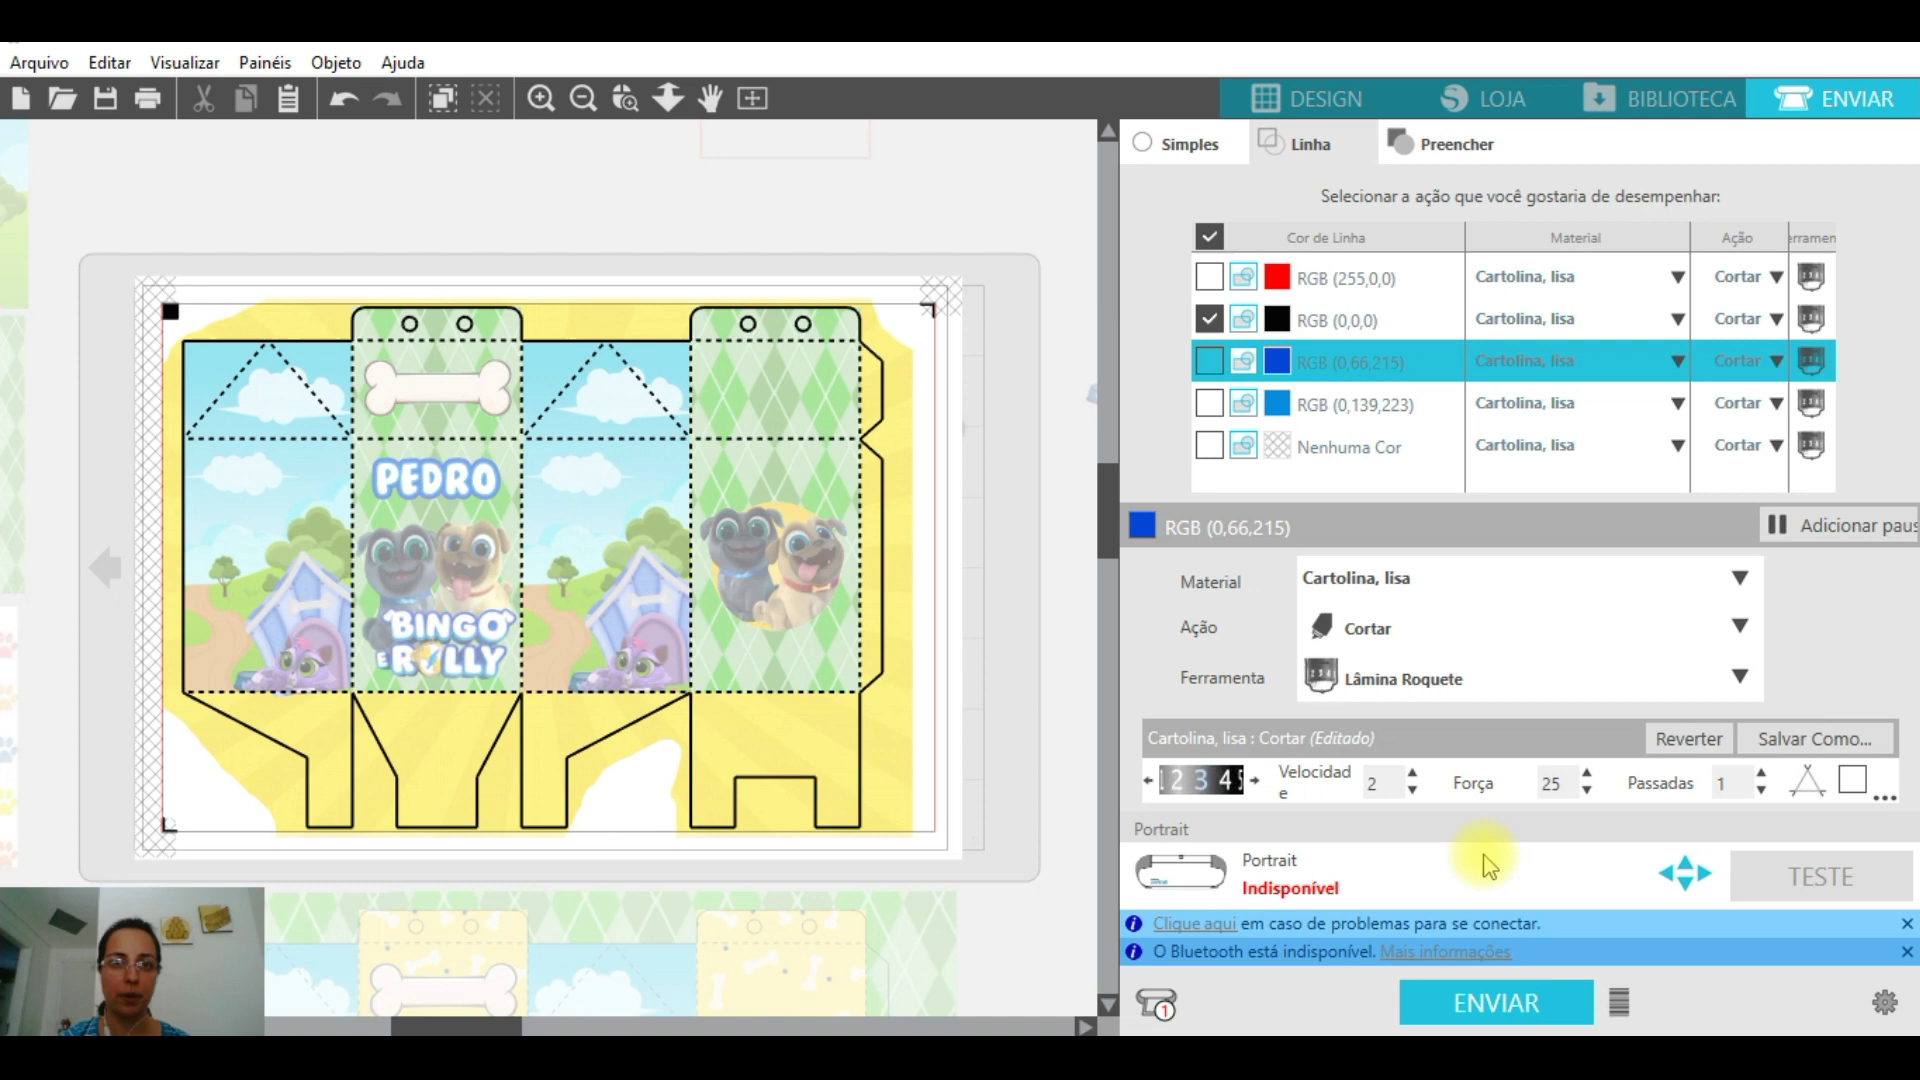 Arquivo Editar Visualizar Painéis Objeto Ajuda
DESIGN LOJA BIBLIOTECA ENVIAR
Simples Linha Preencher
Selecionar a ação que você gostaria de desempenhar:
Cor de Linha Material Ação erramen
RGB (255,0,0) Cartolina, lisa Cortar
RGB (0,0,0) Cartolina, lisa Cortar
RGB (0,66,215) Cartolina, lisa Cortar
RGB (0,139,223) Cartolina, lisa Cortar
Nenhuma Cor Cartolina, lisa Cortar
RGB (0,66,215) Adicionar paus
Material Cartolina, lisa
Ação Cortar
Ferramenta Lâmina Roquete
Cartolina, lisa : Cortar (Editado) Reverter Salvar Como...
2 3 4 Velocidad
e 2 Força 25 Passadas 1
Portrait
Portrait
Indisponível
TESTE
Clique aqui em caso de problemas para se conectar.
O Bluetooth está indisponível. Mais informações
1 ENVIAR
PEDRO
BINGO
E ROLLY